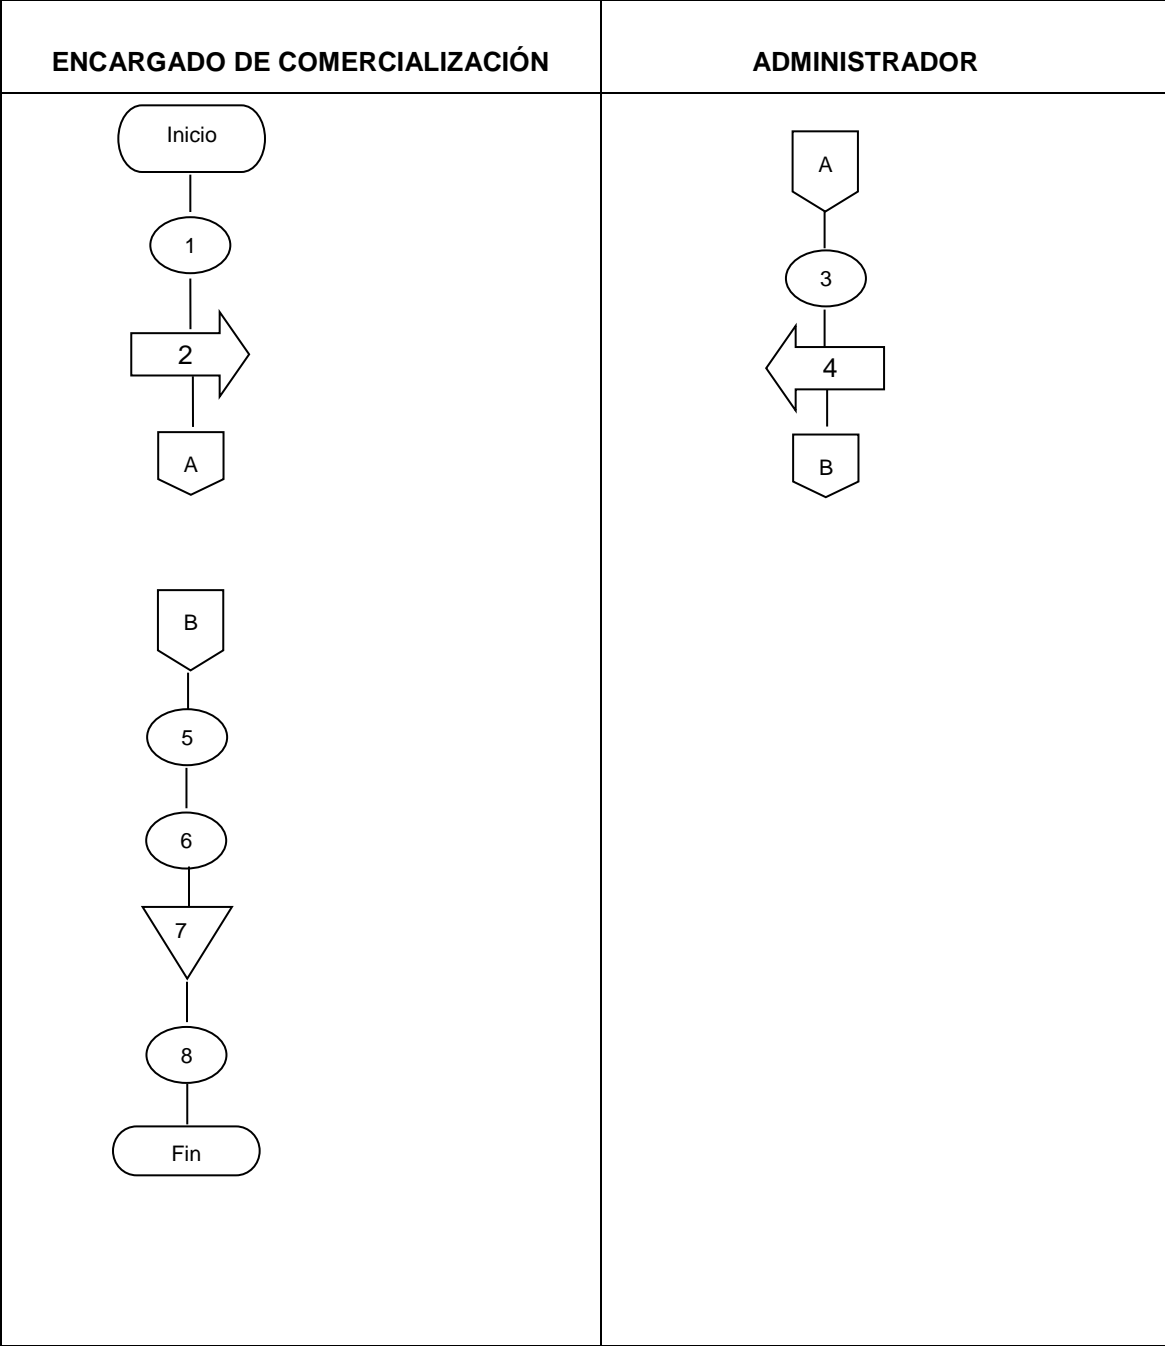 ENCARGADO DE COMERCIALIZACIÓN
ADMINISTRADOR
Inicio
1
2
A
B
5
6
7
8
Fin
A
3
4
B